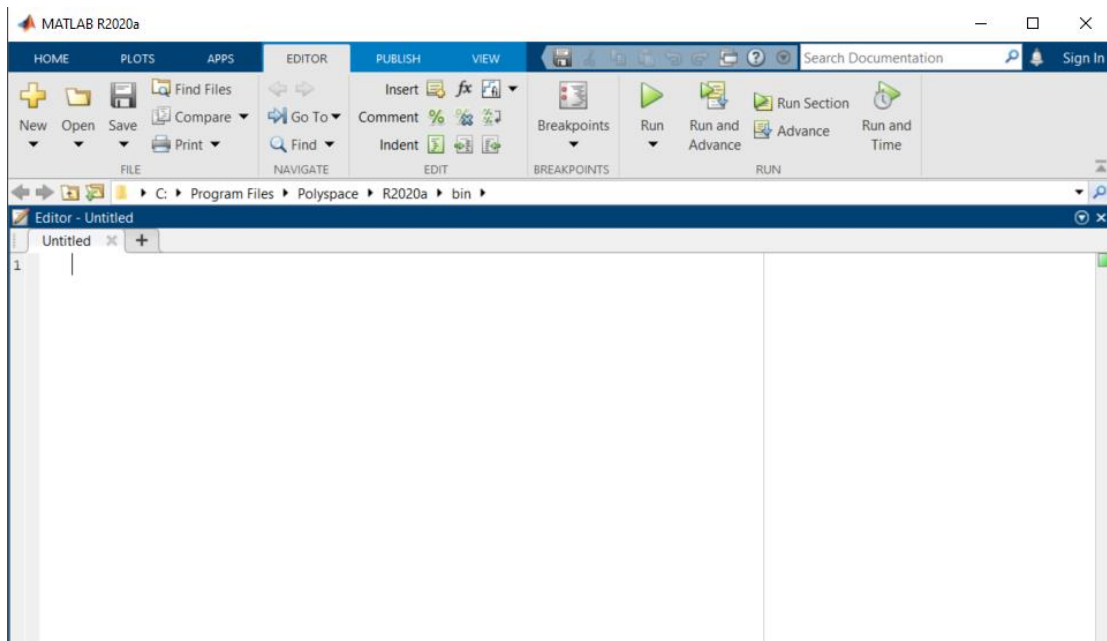 MATLAB R2020a
HOME PLOTS APPS EDITOR PUBLISH VIEW Search Documentation Sign In
New Open Save Find Files Compare Print
FILE
Go To Find
NAVIGATE
Insert fx
Comment %
Indent
EDIT
Breakpoints
BREAKPOINTS
Run Run and Advance Run Section Advance Run and Time
RUN
C: Program Files Polyspace R2020a bin
Editor - Untitled
Untitled +
1